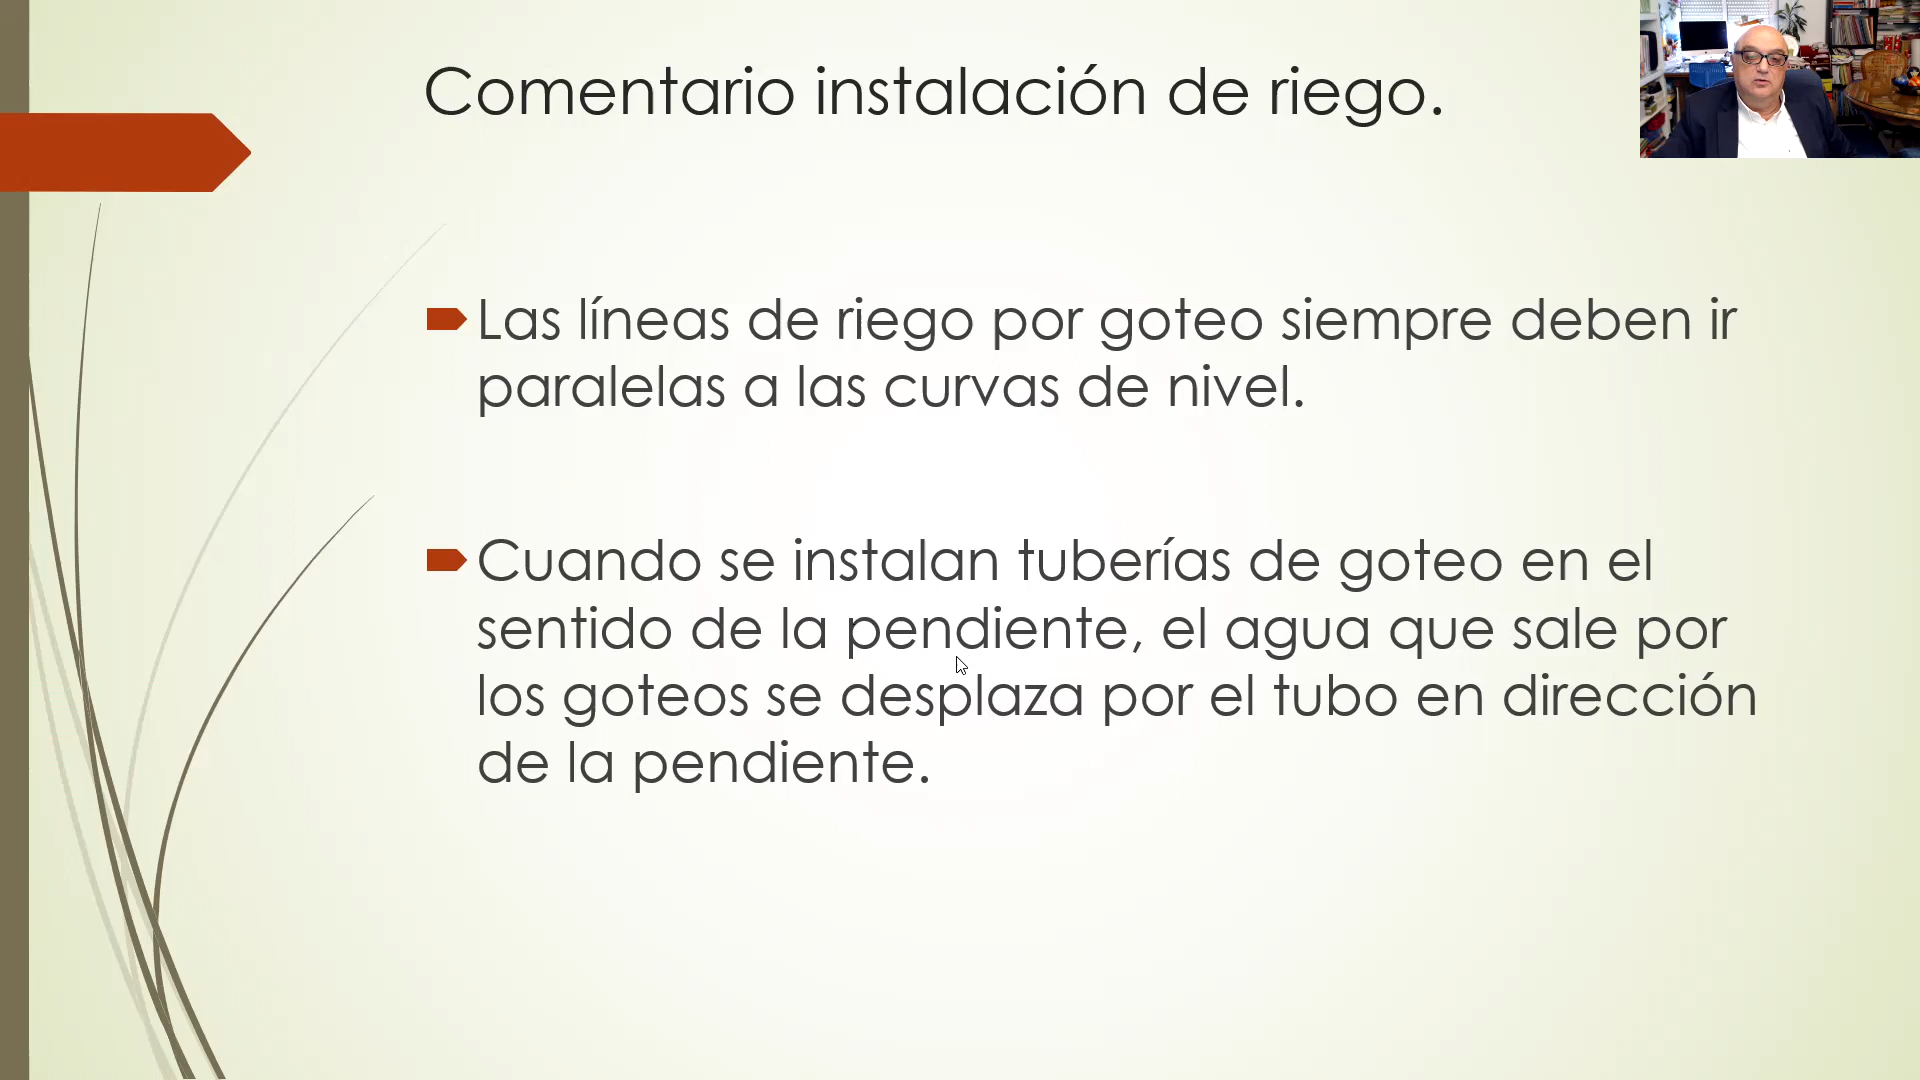 Comentario instalación de riego.
Las líneas de riego por goteo siempre deben ir
paralelas a las curvas de nivel.
Cuando se instalan tuberías de goteo en el
sentido de la pendiente, el agua que sale por
los goteos se desplaza por el tubo en dirección
de la pendiente.